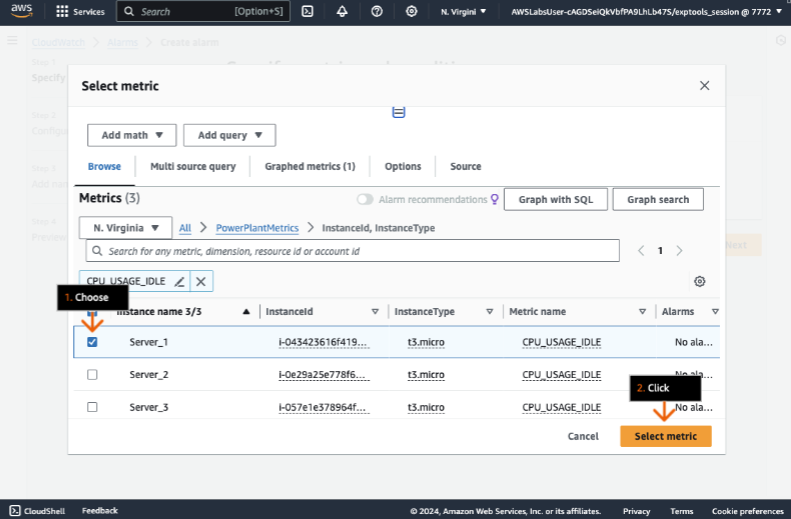 aws Services Search [Option+S] N. Virgini AWSLabsUser-cAGDSeiQkVbfPA9LhLb47S/exptools_session @ 7772
CloudWatch Alarms Create alarm
Step 1
Specify
Step 2
Step 3
Step 4
Preview
Next
Select metric
Add math Add query
Browse Multi source query Graphed metrics (1) Options Source
Metrics (3) Alarm recommendations Graph with SQL Graph search
N. Virginia All PowerPlantMetrics InstanceId, InstanceType
Search for any metric, dimension, resource id or account id 1
CPU_USAGE_IDLE
1. Choose
Instance name 3/3 InstanceId InstanceType Metric name Alarms
Server_1 i-043423616f419... t3.micro CPU_USAGE_IDLE No ala...
Server_2 i-0e29a25e778f6... t3.micro CPU_USAGE_IDLE No ala...
2. Click
Server_3 i-057e1e378964f... t3.micro CPU_USAGE_IDLE No ala...
Cancel Select metric
CloudShell Feedback © 2024, Amazon Web Services, Inc. or its affiliates. Privacy Terms Cookie preferences